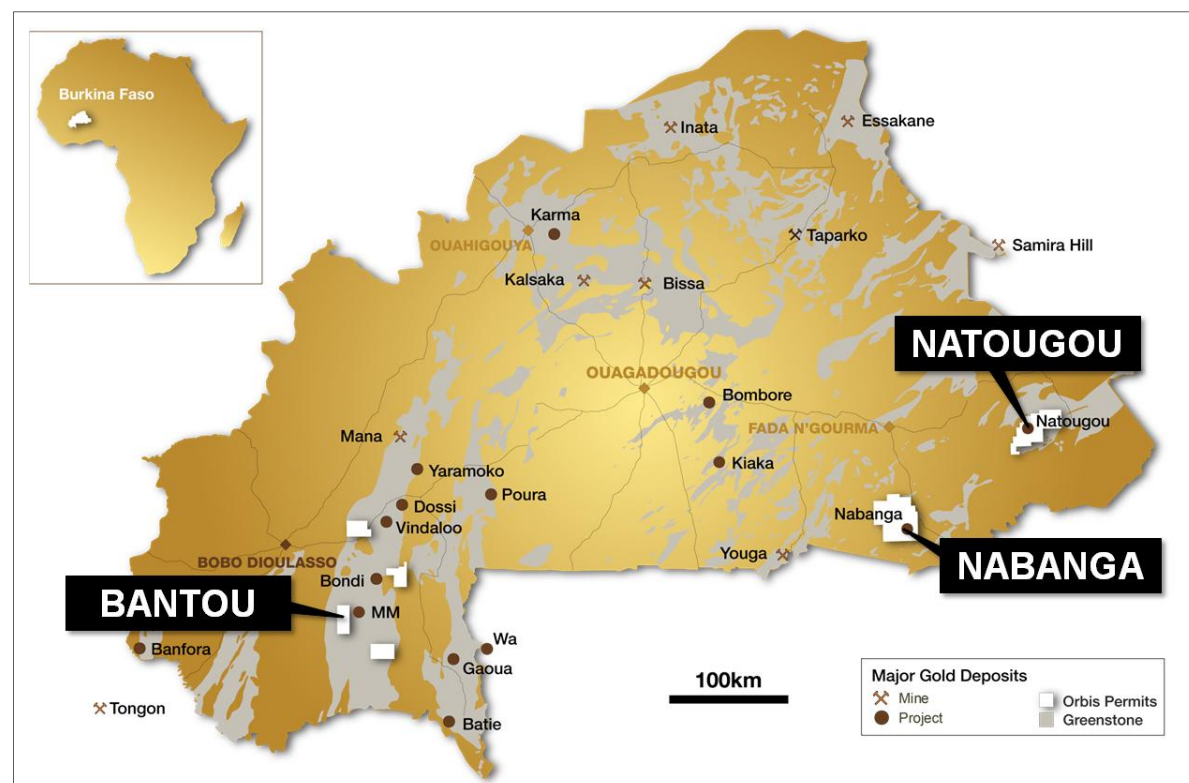 Burkina Faso
Inata
Essakane
Karma
OUAHIGOUYA
Taparko
Samira Hill
Kalsaka
Bissa
NATOUGOU
OUAGADOUGOU
Bombore
Natougou
FADA N'GOURMA
Mana
Kiaka
Yaramoko
Poura
Dossi
Nabanga
Vindaloo
BOBO DIOULASSO
Youga
NABANGA
Bondi
BANTOU
MM
Banfora
Wa
Gaoua
100km
Tongon
Batie
Major Gold Deposits
Mine
Project
Orbis Permits
Greenstone